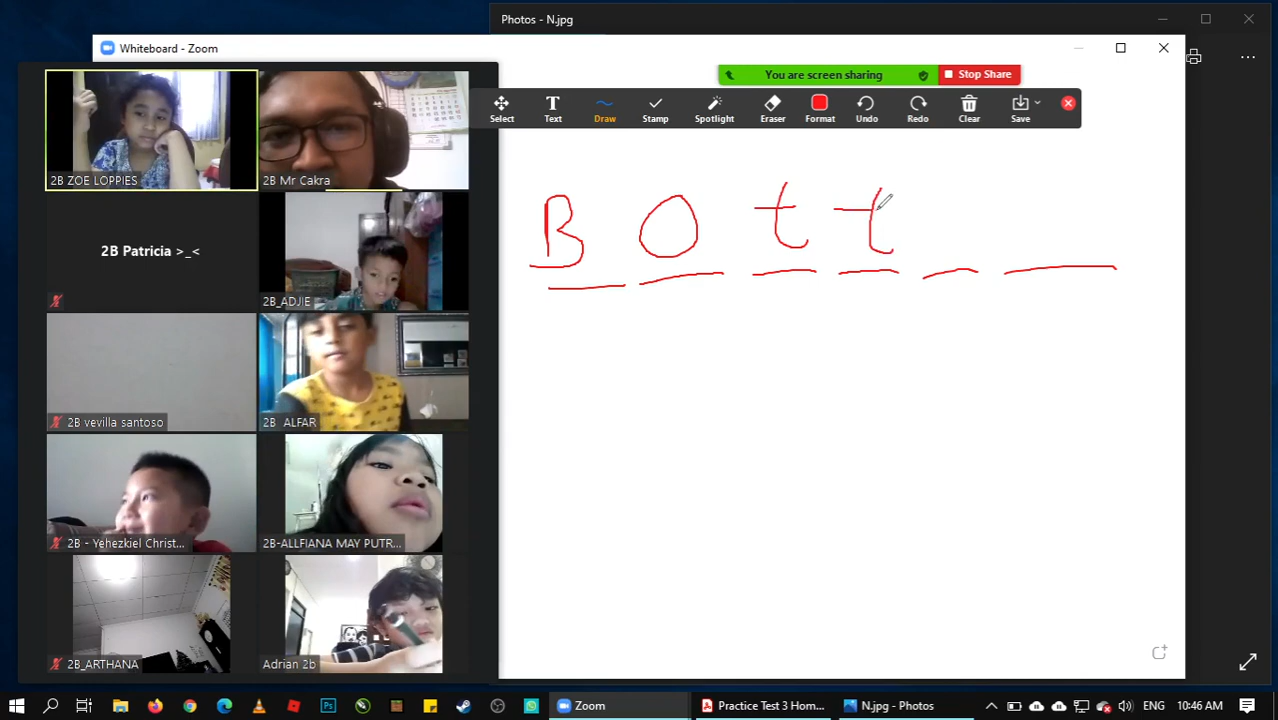 Photos - N.jpg
Whiteboard - Zoom
You are screen sharing
Stop Share
Select
Text
Draw
Stamp
Spotlight
Eraser
Format
Undo
Redo
Clear
Save
2B ZOE LOPPIES
2B Mr Cakra
2B Patricia >_<
2B_ADJIE
2B vevilla santoso
2B ALFAR
2B - Yehezkiel Christ...
2B-ALLFIANA MAY PUTR...
2B_ARTHANA
Adrian 2b
B O t t
Zoom
Practice Test 3 Hom...
N.jpg - Photos
ENG
10:46 AM